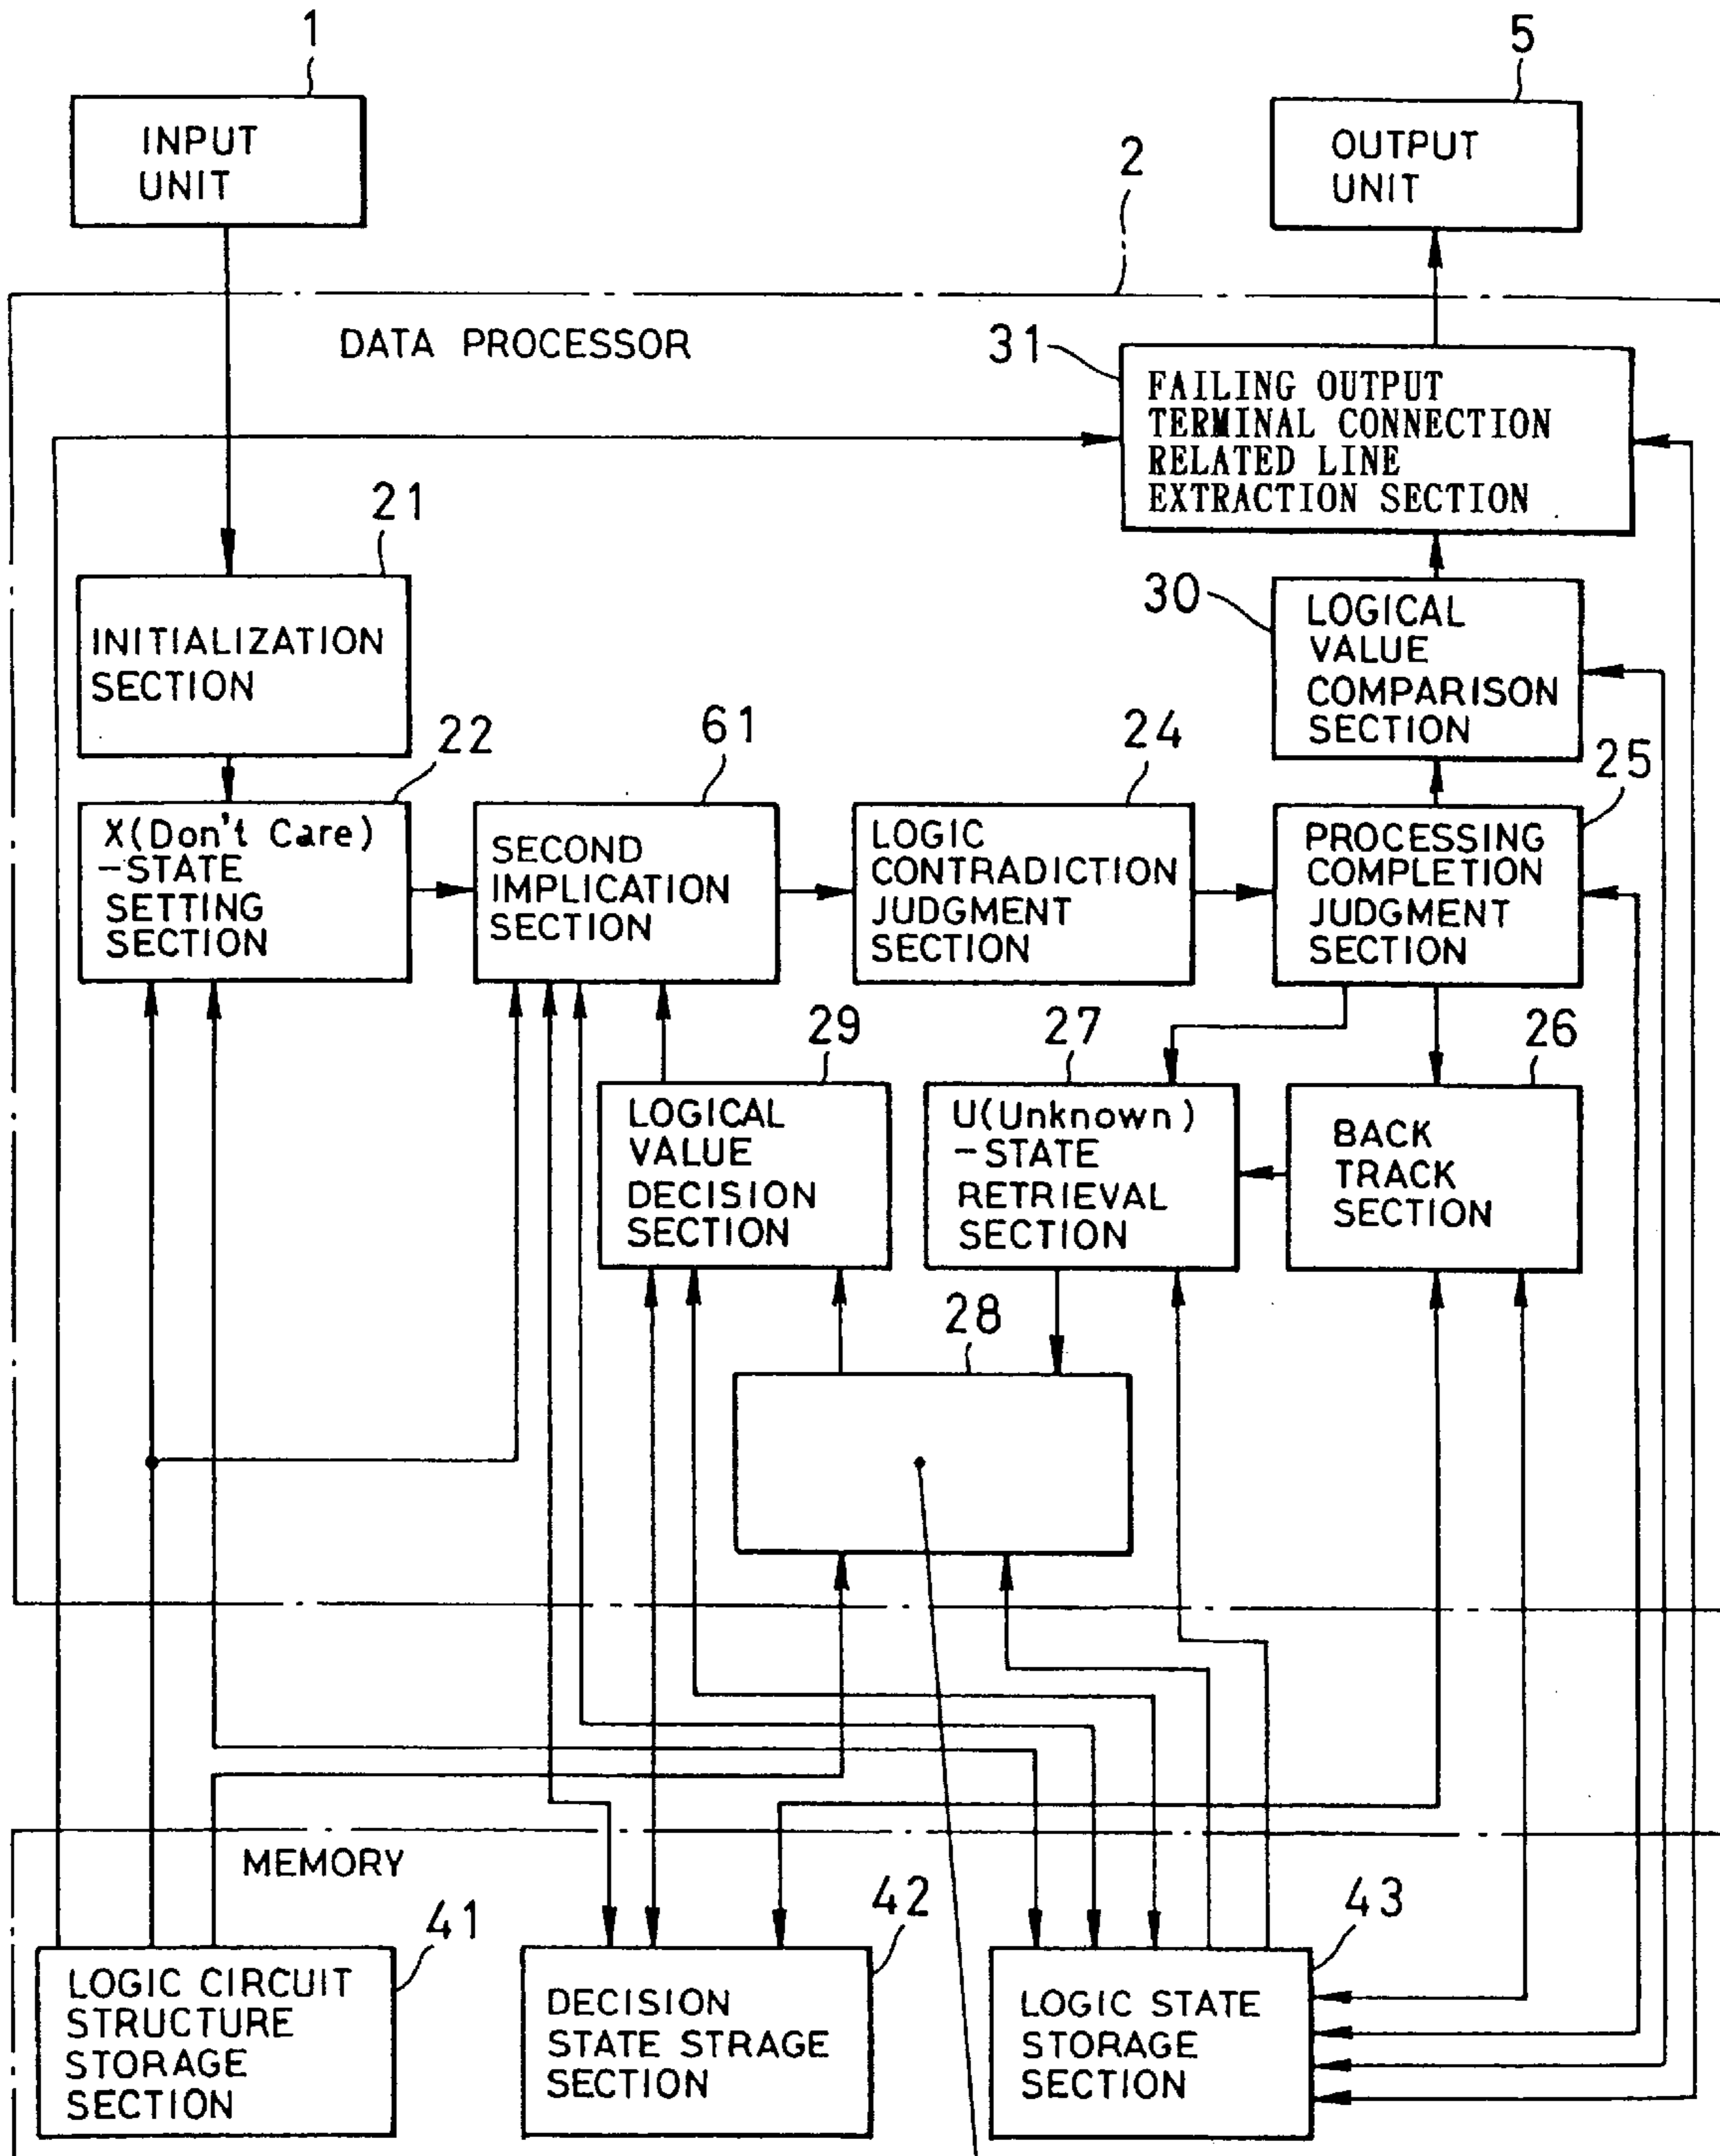 1
5
INPUT
UNIT
OUTPUT
UNIT
2
DATA PROCESSOR
31
FAILING OUTPUT
TERMINAL CONNECTION
RELATED LINE
EXTRACTION SECTION
21
INITIALIZATION
SECTION
30
LOGICAL
VALUE
COMPARISON
SECTION
22
X(Don't Care)
-STATE
SETTING
SECTION
61
SECOND
IMPLICATION
SECTION
24
LOGIC
CONTRADICTION
JUDGMENT
SECTION
25
PROCESSING
COMPLETION
JUDGMENT
SECTION
29
LOGICAL
VALUE
DECISION
SECTION
27
U(Unknown)
-STATE
RETRIEVAL
SECTION
26
BACK
TRACK
SECTION
28
MEMORY
41
LOGIC CIRCUIT
STRUCTURE
STORAGE
SECTION
42
DECISION
STATE STRAGE
SECTION
43
LOGIC STATE
STORAGE
SECTION